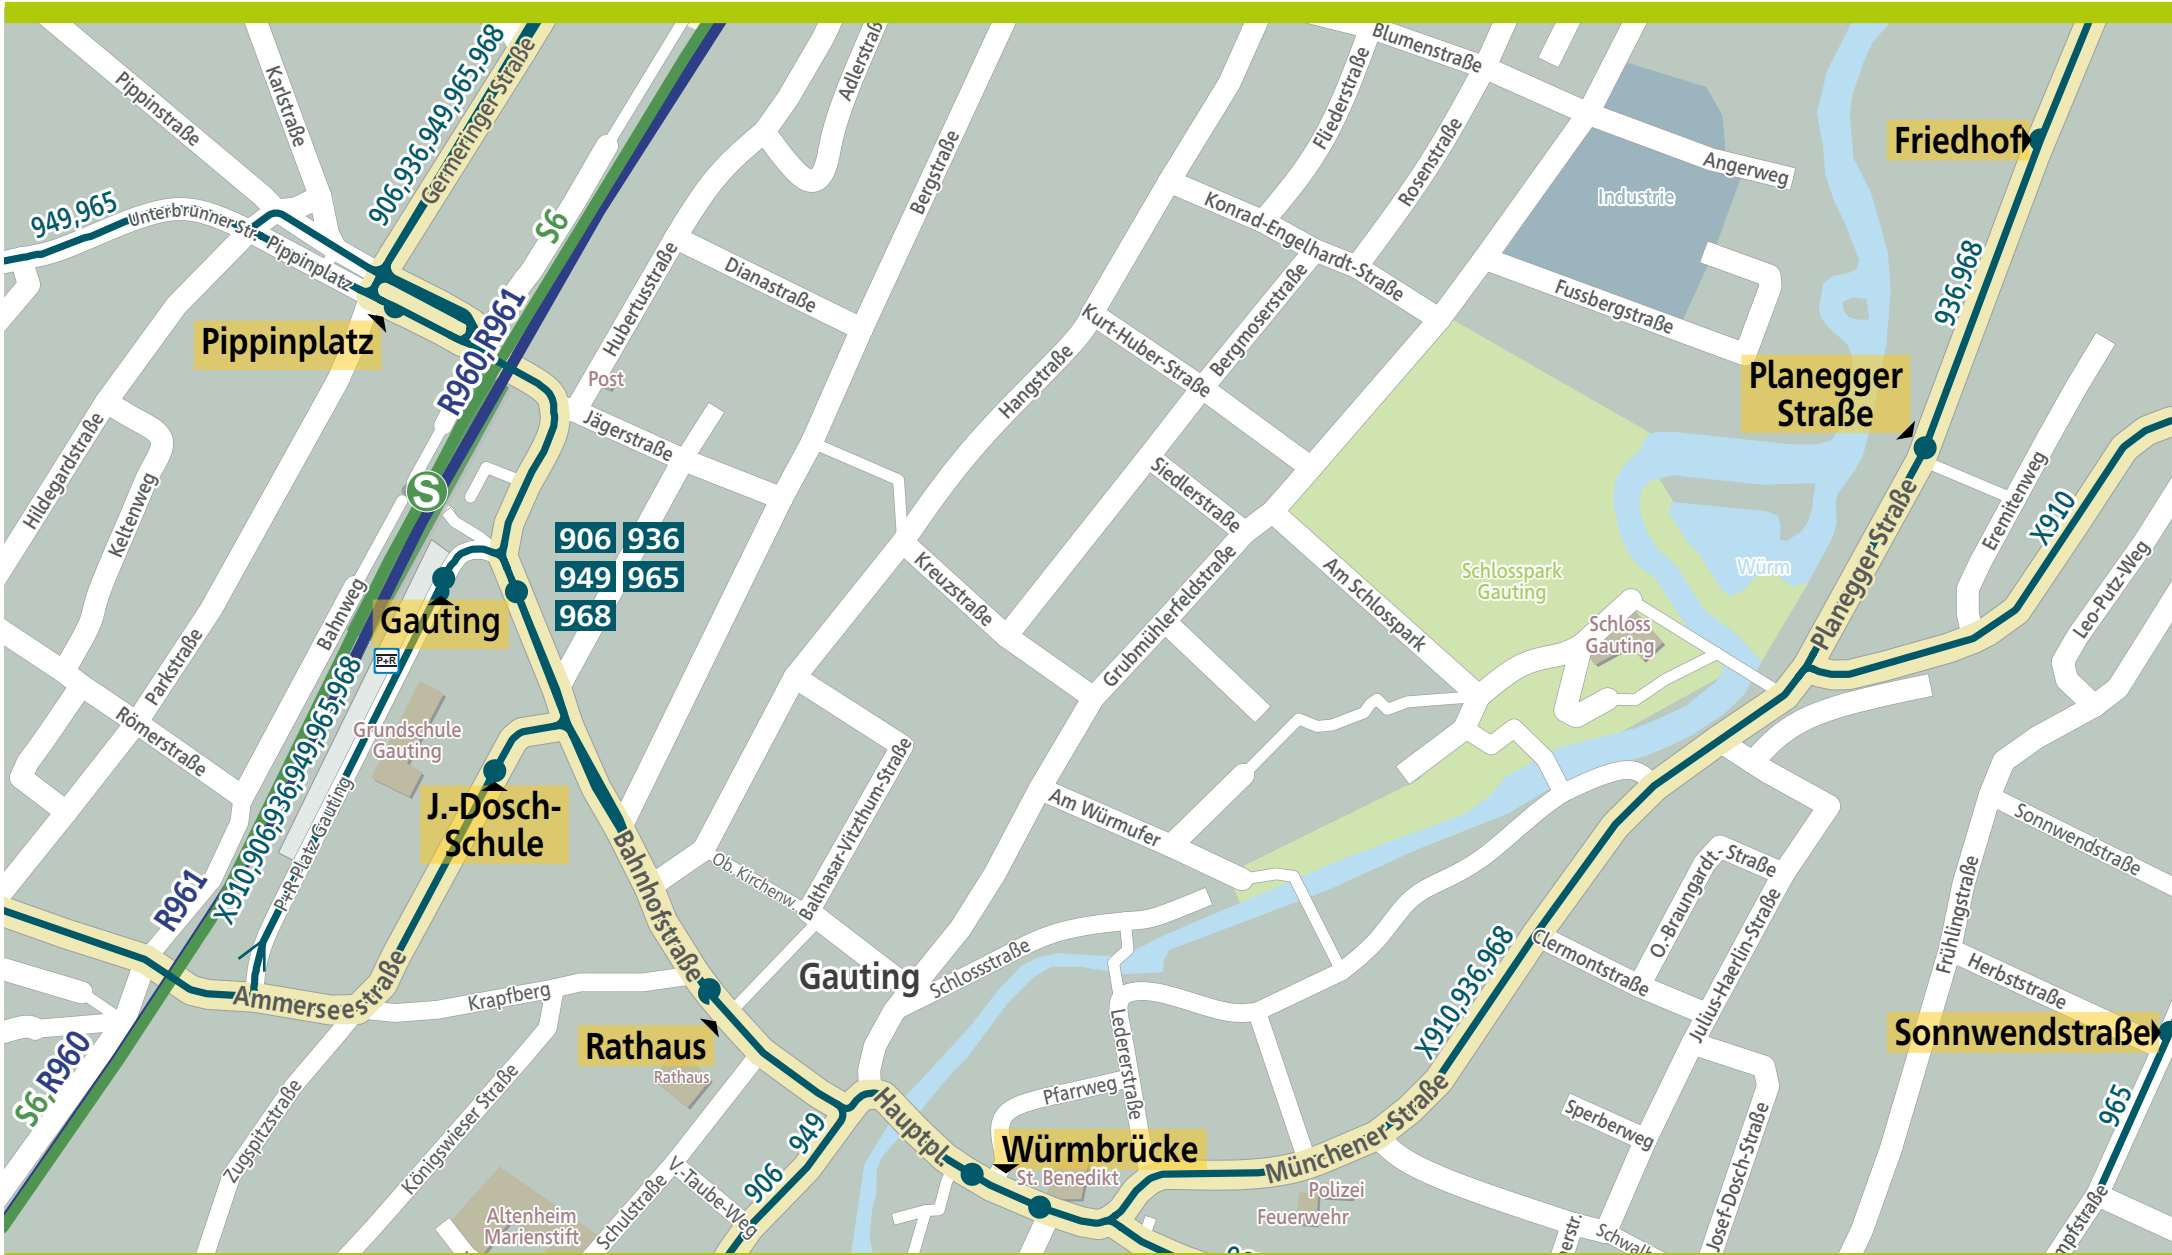 Pippinstraße
Karlstraße
906,936,949,965,968
Germeringer Straße
949,965
Unterbrunner Str.
Pippinplatz
Pippinplatz
S6
R960,R961
Adlerstraße
Bergstraße
Hubertusstraße
Dianastraße
Post
Jägerstraße
Blumenstraße
Fliederstraße
Rosenstraße
Angerweg
Industrie
Konrad-Engelhardt-Straße
Bergmoserstraße
Fussbergstraße
Kurt-Huber-Straße
Hangstraße
Friedhof
936,968
Planegger
Straße
Planegger Straße
Eremitenweg
X910
Leo-Putz-Weg
Hildegardstraße
Keltenweg
S
Bahnweg
Parkstraße
Römerstraße
Gauting
P+R
906 936
949 965
968
Siedlerstraße
Kreuzstraße
Grubmühlerfeldstraße
Am Schlosspark
Schlosspark
Gauting
Würm
Schloss
Gauting
Grundschule
Gauting
X910,906,936,949,965,968
P+R-Platz Gauting
J.-Dosch-
Schule
Bahnhofstraße
Balthasar-Vitzthum-Straße
Ob. Kirchenw.
Am Würmufer
Schlossstraße
Gauting
R961
S6,R960
Ammerseestraße
Krapfberg
Rathaus
Rathaus
Zugspitzstraße
Königswieser Straße
Altenheim
Marienstift
Schulstraße
V.-Taube-Weg
906
949
Hauptpl.
Würmbrücke
St. Benedikt
Pfarrweg
Ledererstraße
Münchener Straße
Polizei
Feuerwehr
X910,936,968
Clermontstraße
O.-Braungardt-Straße
Julius-Haerlin-Straße
Sperberweg
Josef-Dosch-Straße
Frühlingstraße
Sonnwendstraße
Herbststraße
Sonnwendstraße
965